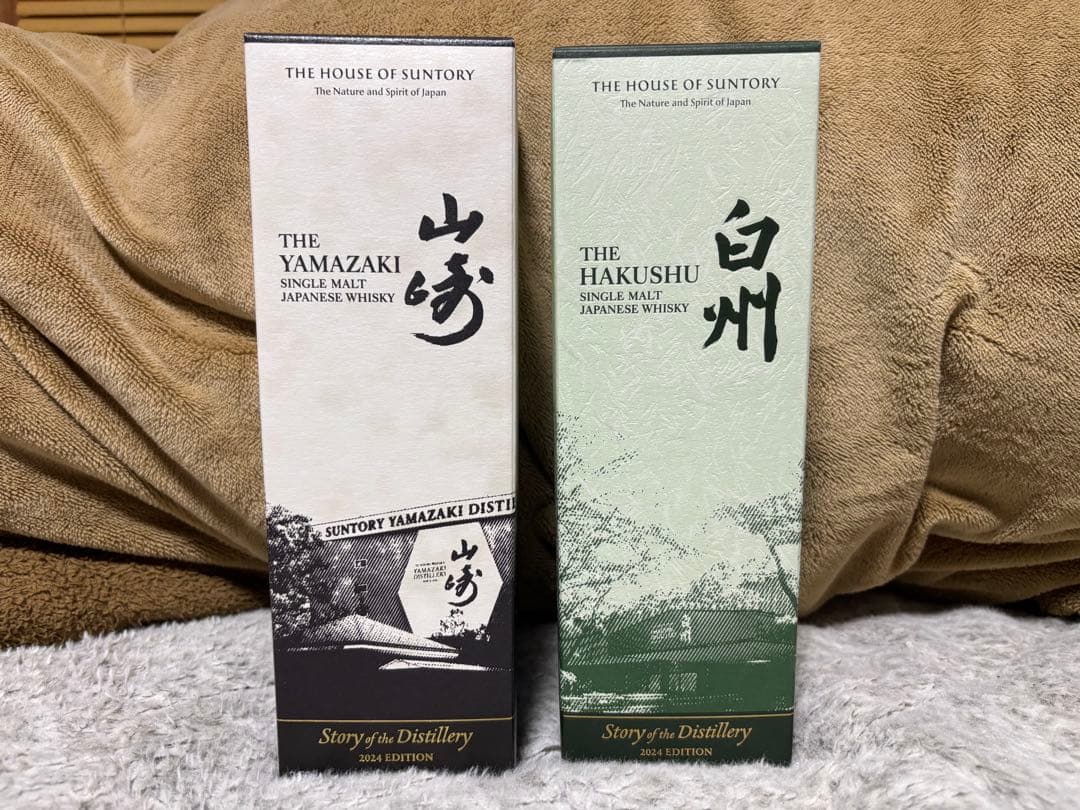 THE HOUSE OF SUNTORY
The Nature and Spirit of Japan
THE
YAMAZAKI
SINGLE MALT
JAPANESE WHISKY
山崎
SUNTORY YAMAZAKI DISTI
YAMAZAKI
DISTILLERY
山崎
Story of the Distillery
2024 EDITION
THE HOUSE OF SUNTORY
The Nature and Spirit of Japan
THE
HAKUSHU
SINGLE MALT
JAPANESE WHISKY
白州
Story of the Distillery
2024 EDITION